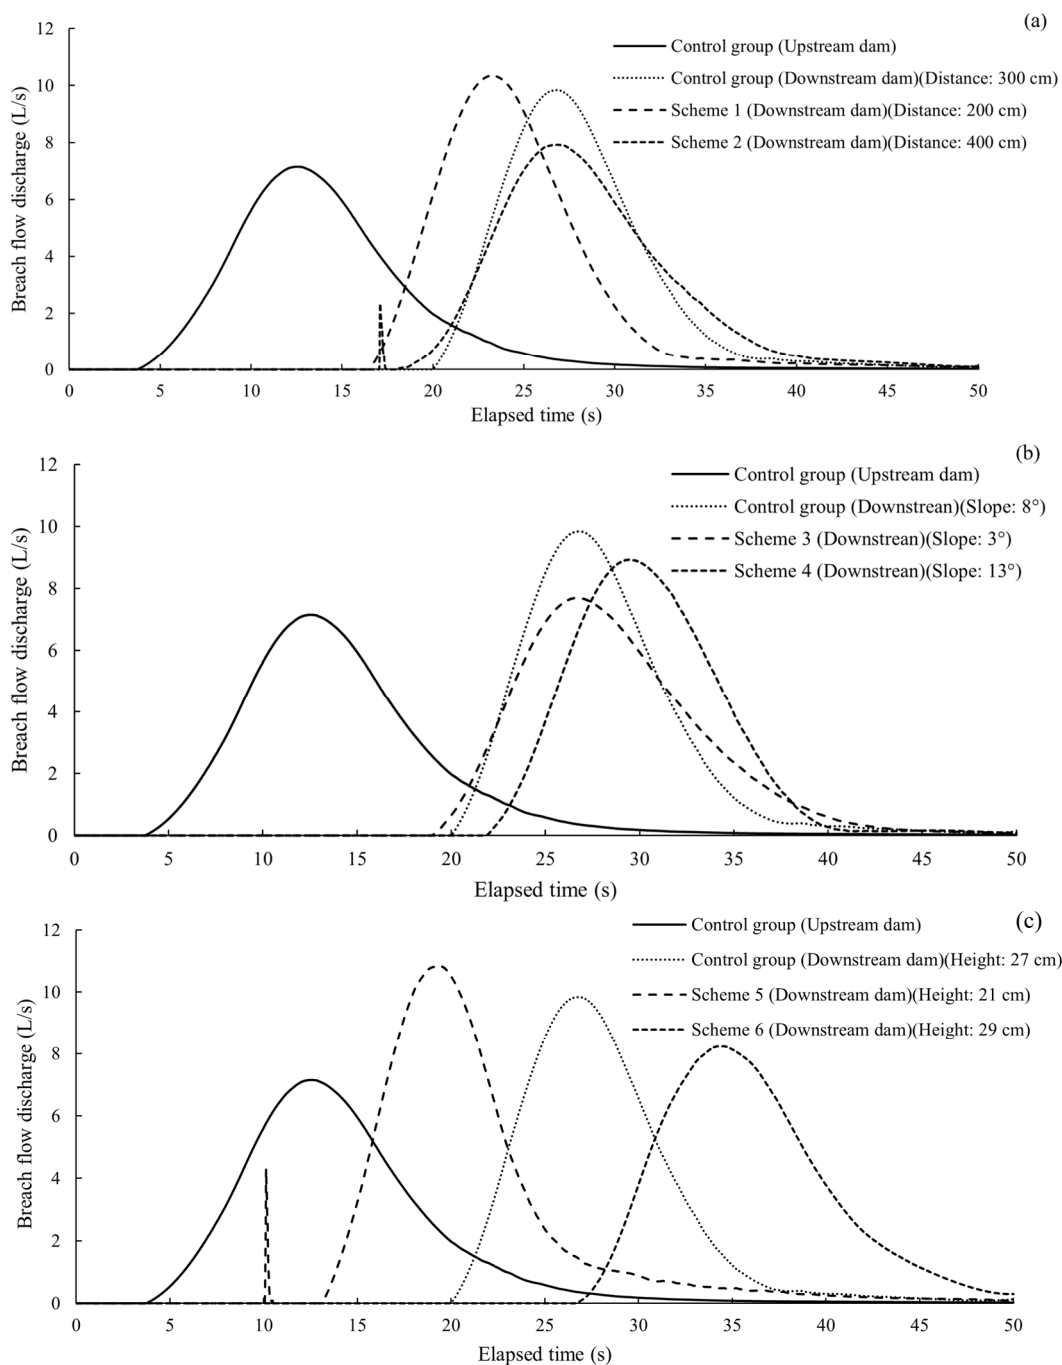 (a)
12
10
8
6
4
2
0
Breach flow discharge (L/s)
Control group (Upstream dam)
Control group (Downstream dam)(Distance: 300 cm)
Scheme 1 (Downstream dam)(Distance: 200 cm)
Scheme 2 (Downstream dam)(Distance: 400 cm)
0 5 10 15 20 25 30 35 40 45 50
Elapsed time (s)
(b)
12
10
8
6
4
2
0
Breach flow discharge (L/s)
Control group (Upstream dam)
Control group (Downstrean)(Slope: 8°)
Scheme 3 (Downstrean)(Slope: 3°)
Scheme 4 (Downstrean)(Slope: 13°)
0 5 10 15 20 25 30 35 40 45 50
Elapsed time (s)
(c)
12
10
8
6
4
2
0
Breach flow discharge (L/s)
Control group (Upstream dam)
Control group (Downstream dam)(Height: 27 cm)
Scheme 5 (Downstream dam)(Height: 21 cm)
Scheme 6 (Downstream dam)(Height: 29 cm)
0 5 10 15 20 25 30 35 40 45 50
Elapsed time (s)